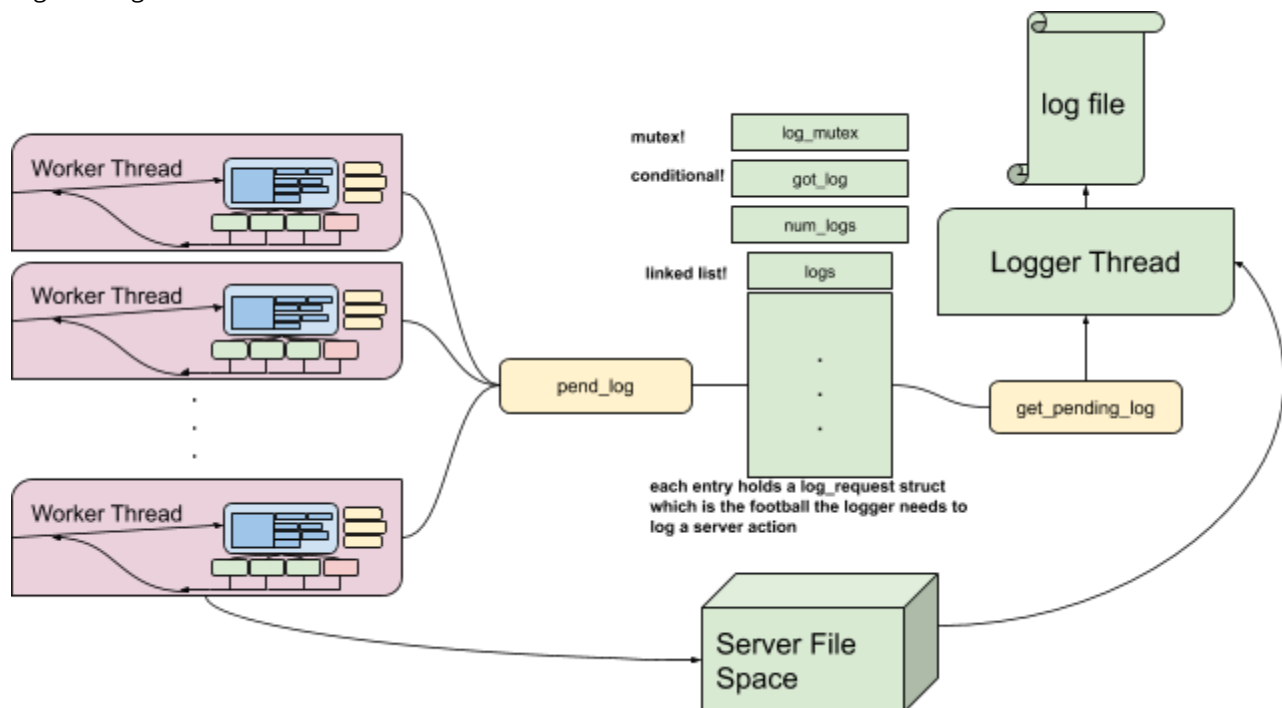 log file
mutex!
log_mutex
Worker Thread
conditional!
got_log
num_logs
Logger Thread
linked list!
logs
Worker Thread
.
.
.
pend_log
get_pending_log
.
.
.
each entry holds a log_request struct
which is the football the logger needs to
log a server action
Worker Thread
Server File
Space